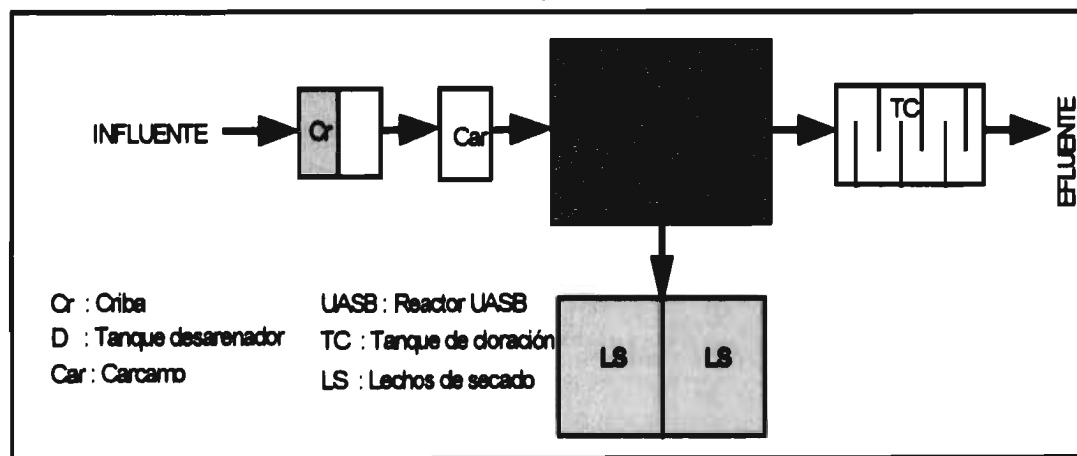 INFLUENTE
Cr
Car
TC
EFLUENTE
LS
LS
Cr : Criba
D : Tanque desarenador
Car : Carcamo
UASB : Reactor UASB
TC : Tanque de cloración
LS : Lechos de secado